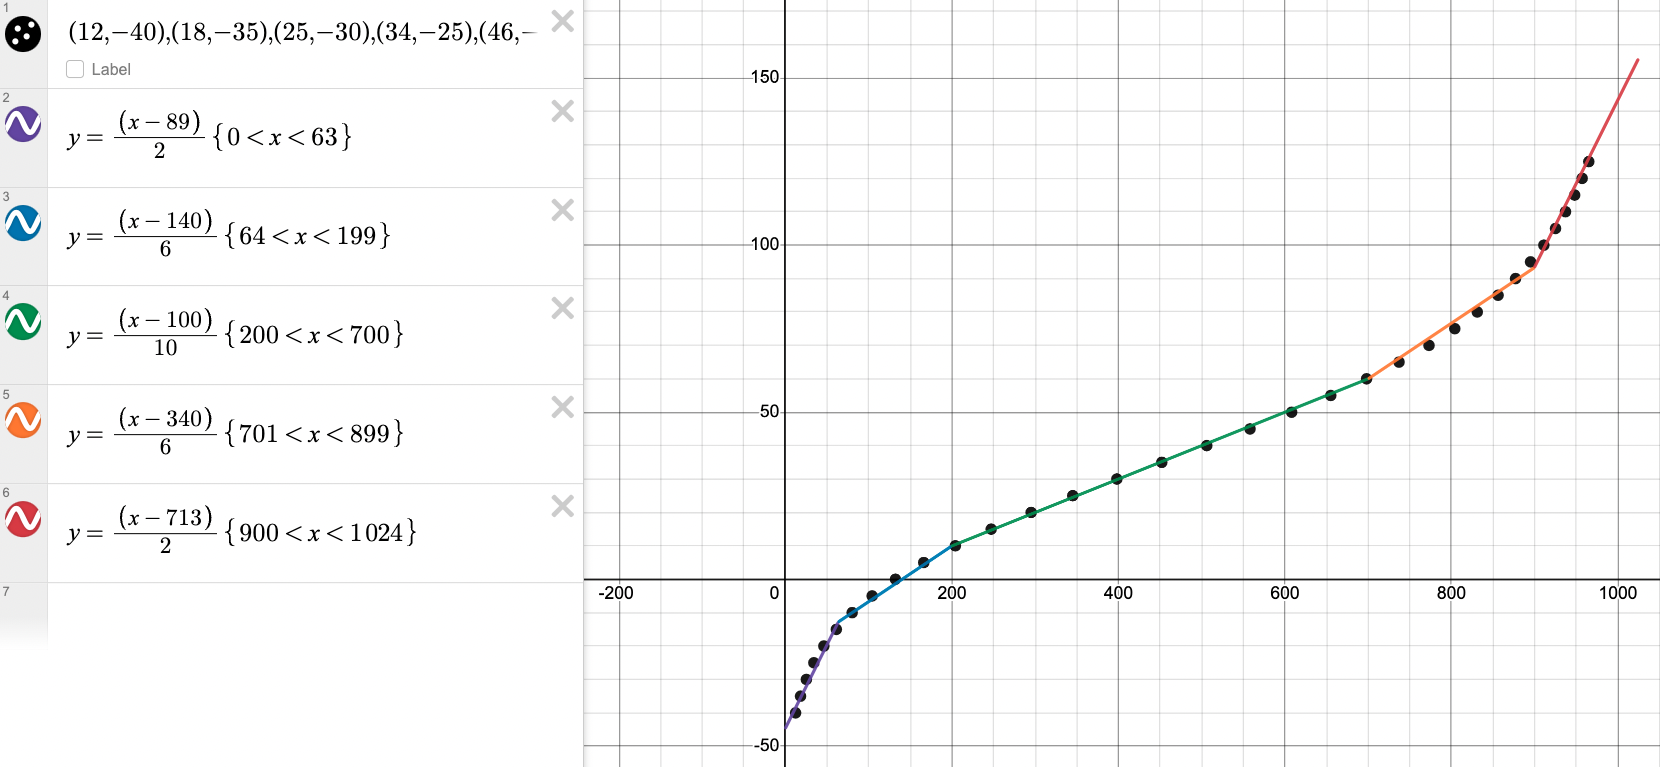 1
(12,−40),(18,−35),(25,−30),(34,−25),(46,−
Label
2
y = (x − 89)/2 {0 < x < 63}
3
y = (x − 140)/6 {64 < x < 199}
4
y = (x − 100)/10 {200 < x < 700}
5
y = (x − 340)/6 {701 < x < 899}
6
y = (x − 713)/2 {900 < x < 1024}
7
150
100
50
-200 0 200 400 600 800 1000
-50